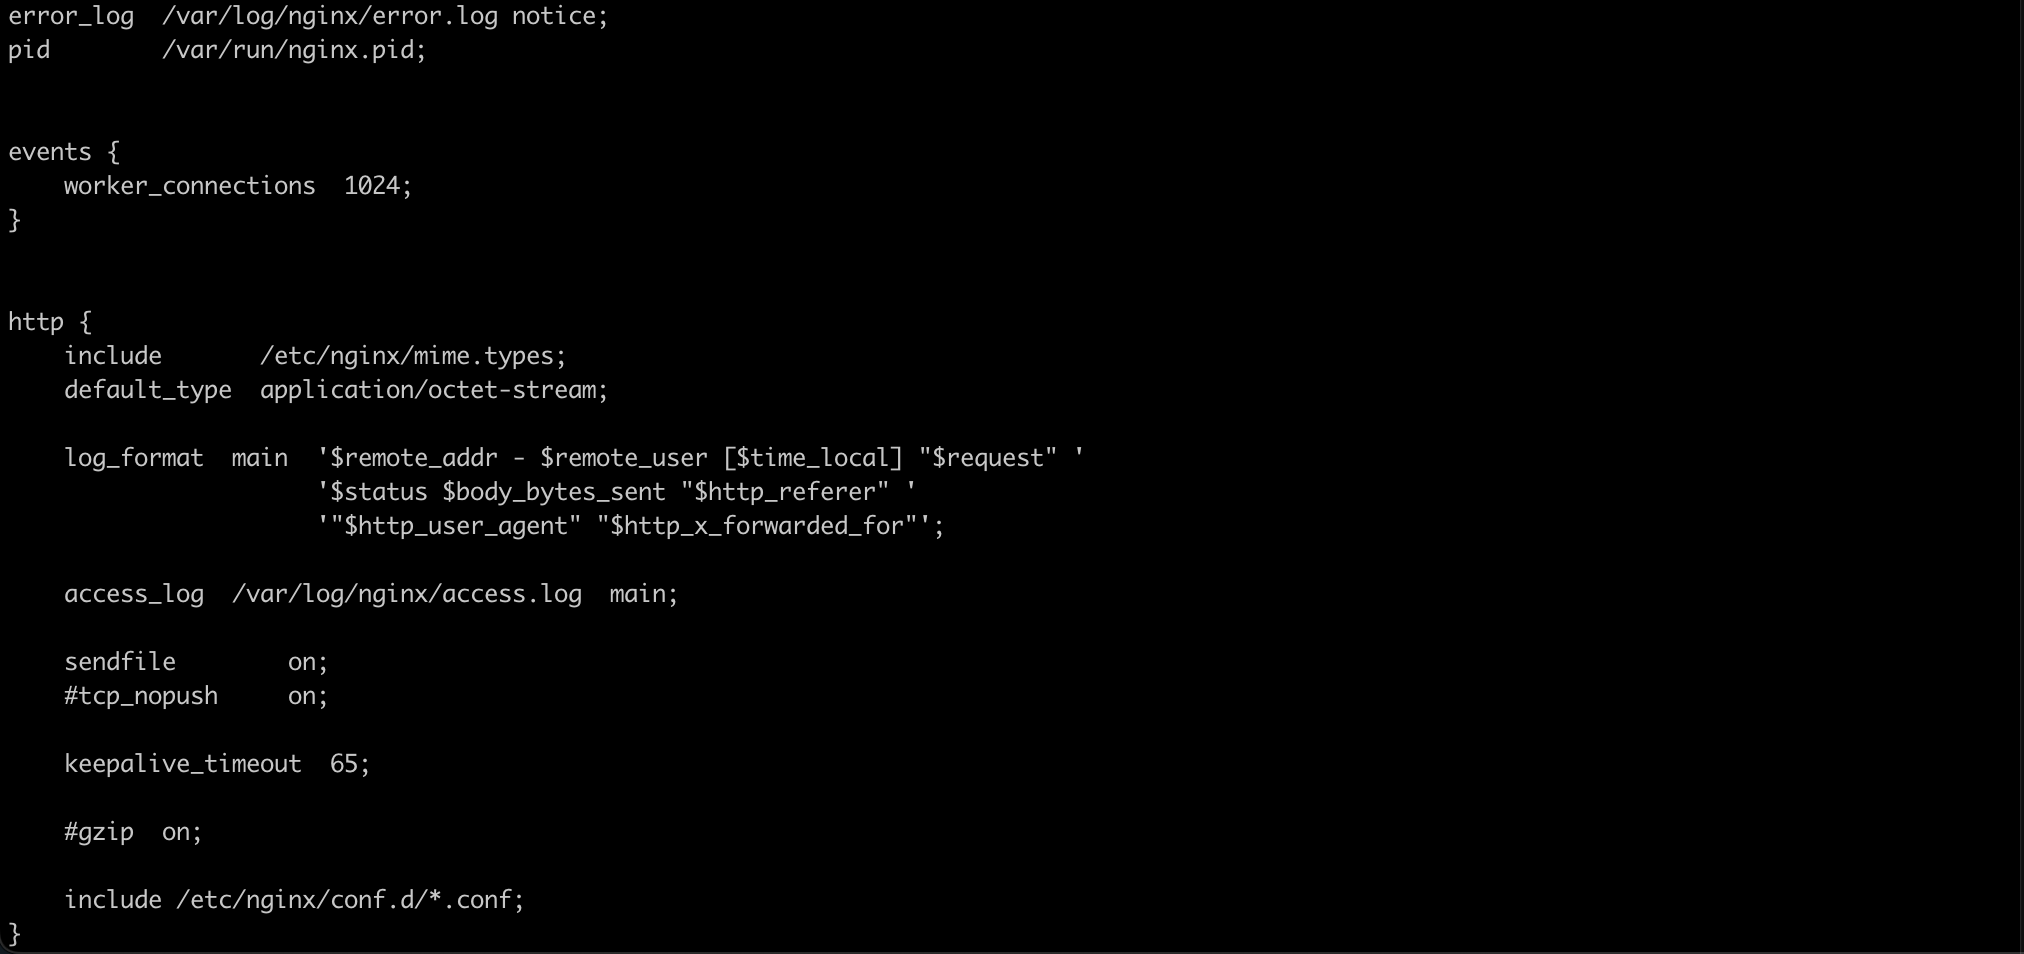 error_log  /var/log/nginx/error.log notice;
pid        /var/run/nginx.pid;


events {
    worker_connections  1024;
}


http {
    include       /etc/nginx/mime.types;
    default_type  application/octet-stream;

    log_format  main  '$remote_addr - $remote_user [$time_local] "$request" '
                      '$status $body_bytes_sent "$http_referer" '
                      '"$http_user_agent" "$http_x_forwarded_for"';

    access_log  /var/log/nginx/access.log  main;

    sendfile        on;
    #tcp_nopush     on;

    keepalive_timeout  65;

    #gzip  on;

    include /etc/nginx/conf.d/*.conf;
}